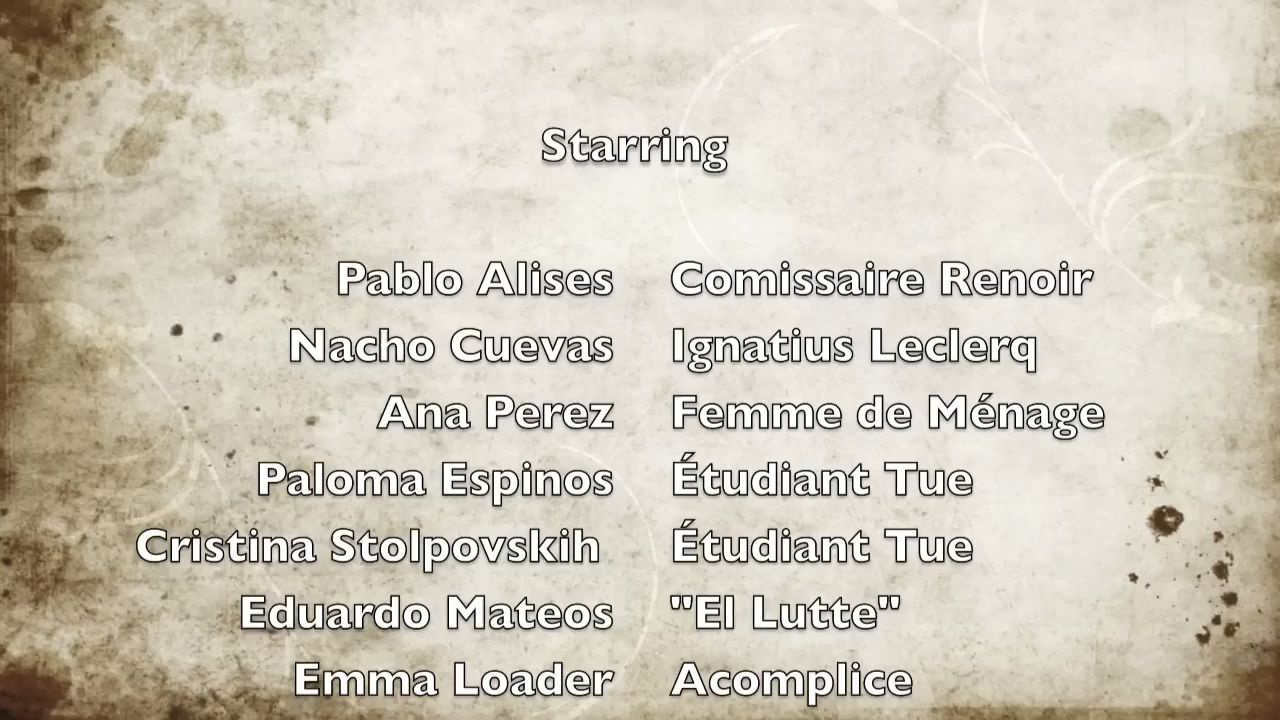 Starring
Pablo Alises Comissaire Renoir
Nacho Cuevas Ignatius Leclerq
Ana Perez Femme de Ménage
Paloma Espinos Étudiant Tue
Cristina Stolpovskih Étudiant Tue
Eduardo Mateos "El Lutte"
Emma Loader Acomplice